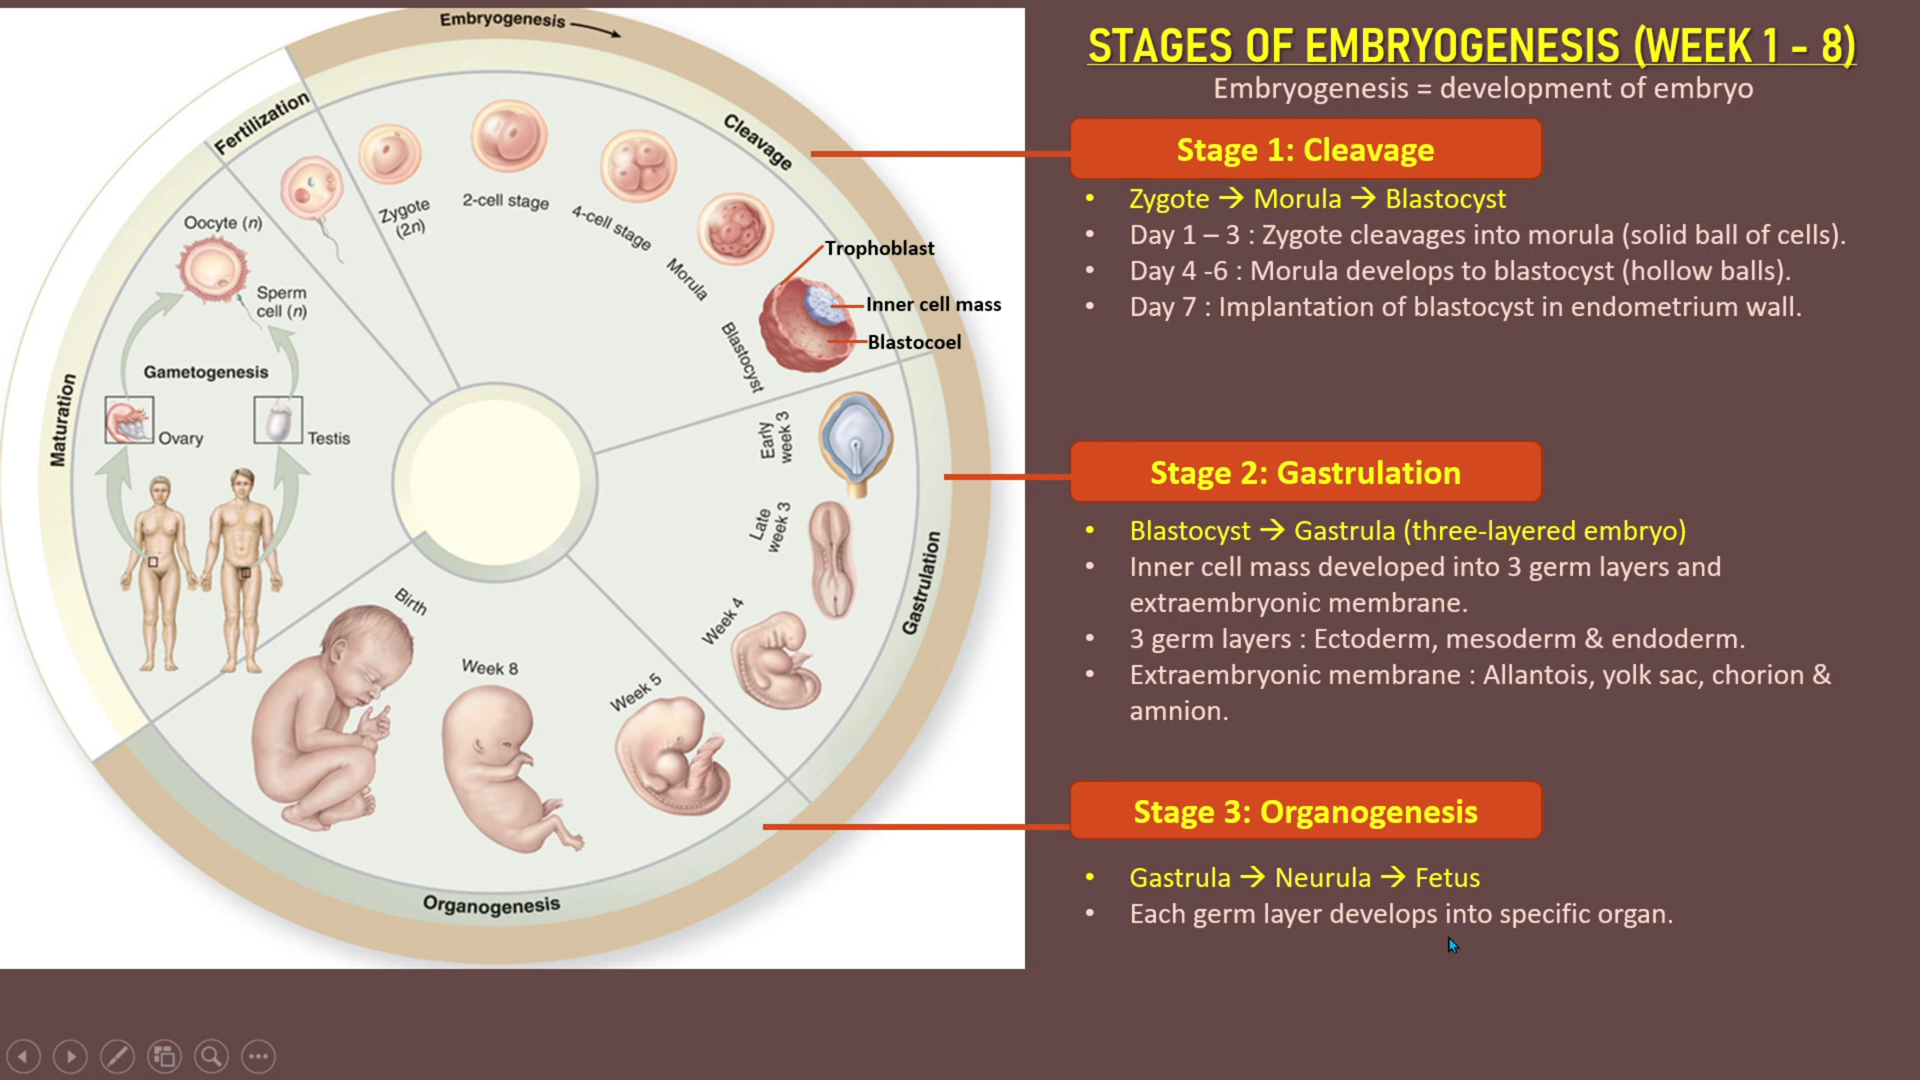 Embryogenesis
Fertilization
Cleavage
Zygote
(2n)
2-cell stage
4-cell stage
Morula
Trophoblast
Inner cell mass
Blastocoel
Blastocyst
Oocyte (n)
Sperm
cell (n)
Gametogenesis
Ovary
Testis
Maturation
Early
week 3
Late
week 3
Gastrulation
Week 4
Week 5
Week 8
Birth
Organogenesis
STAGES OF EMBRYOGENESIS (WEEK 1 - 8)
Embryogenesis = development of embryo
Stage 1: Cleavage
• Zygote → Morula → Blastocyst
• Day 1 – 3 : Zygote cleavages into morula (solid ball of cells).
• Day 4 -6 : Morula develops to blastocyst (hollow balls).
• Day 7 : Implantation of blastocyst in endometrium wall.
Stage 2: Gastrulation
• Blastocyst → Gastrula (three-layered embryo)
• Inner cell mass developed into 3 germ layers and
extraembryonic membrane.
• 3 germ layers : Ectoderm, mesoderm & endoderm.
• Extraembryonic membrane : Allantois, yolk sac, chorion &
amnion.
Stage 3: Organogenesis
• Gastrula → Neurula → Fetus
• Each germ layer develops into specific organ.